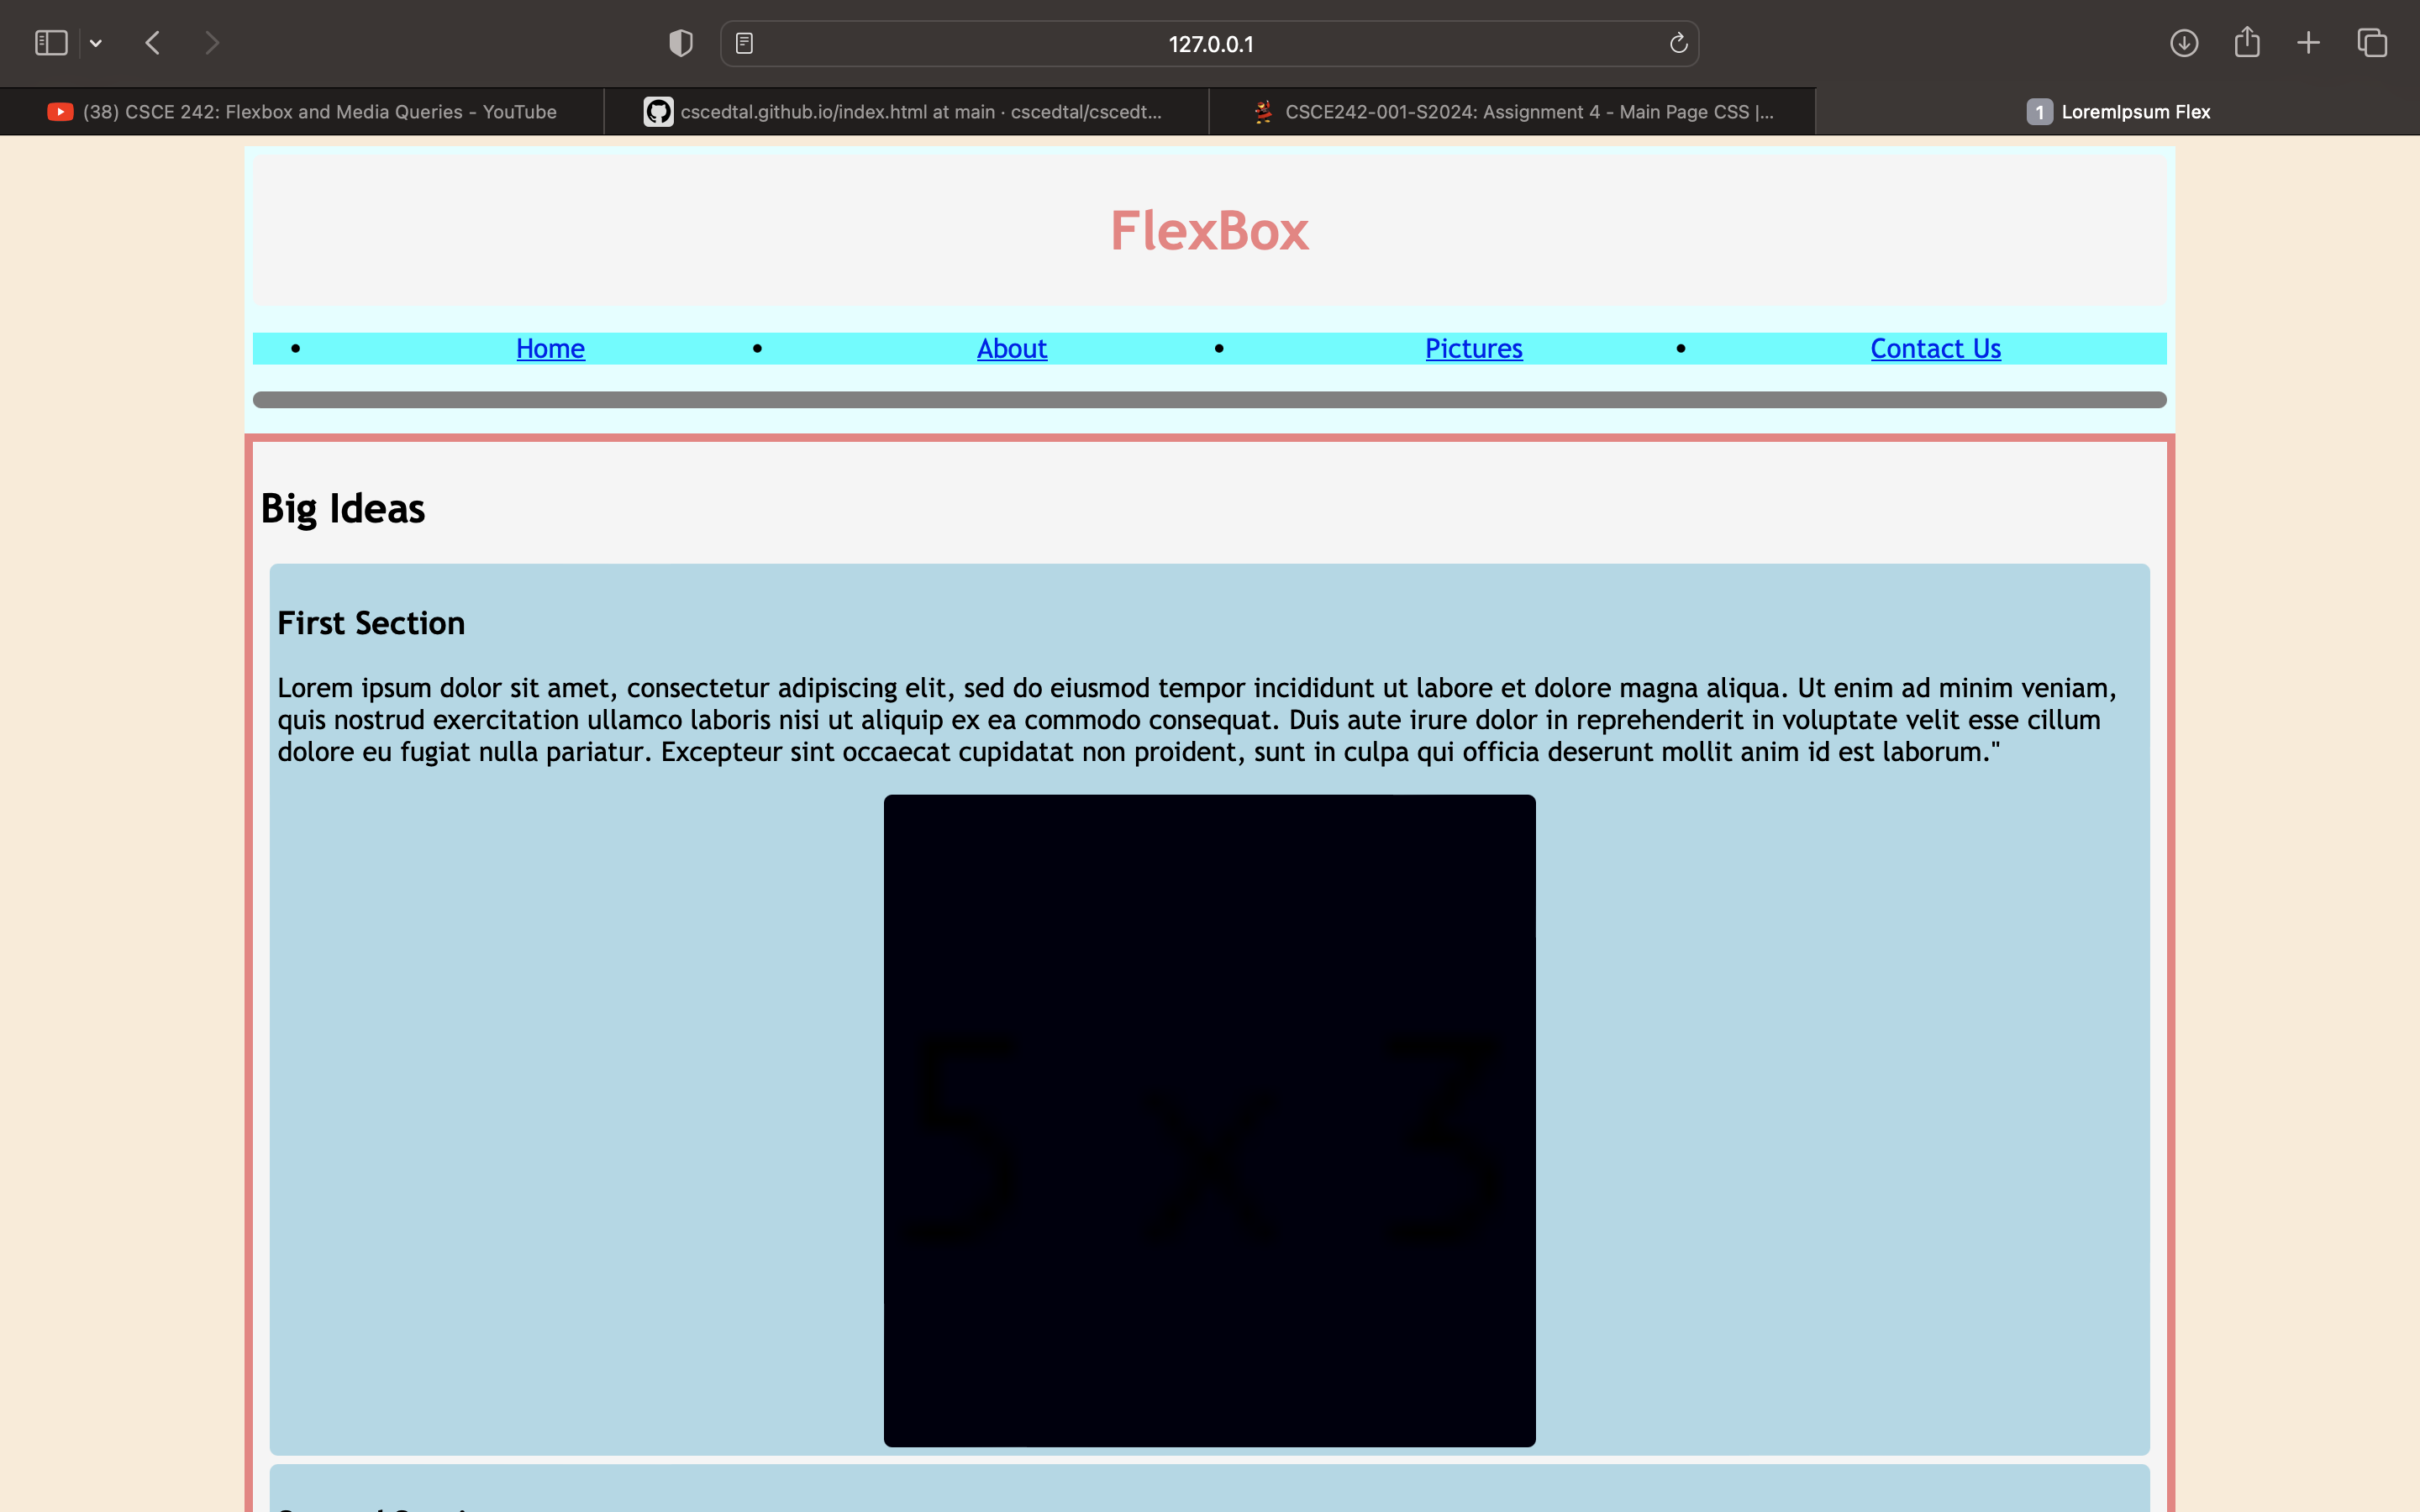 127.0.0.1
(38) CSCE 242: Flexbox and Media Queries - YouTube
cscedtal.github.io/index.html at main · cscedtal/cscedt...
CSCE242-001-S2024: Assignment 4 - Main Page CSS |...
1 LoremIpsum Flex
FlexBox
• Home • About • Pictures • Contact Us
Big Ideas
First Section
Lorem ipsum dolor sit amet, consectetur adipiscing elit, sed do eiusmod tempor incididunt ut labore et dolore magna aliqua. Ut enim ad minim veniam,
quis nostrud exercitation ullamco laboris nisi ut aliquip ex ea commodo consequat. Duis aute irure dolor in reprehenderit in voluptate velit esse cillum
dolore eu fugiat nulla pariatur. Excepteur sint occaecat cupidatat non proident, sunt in culpa qui officia deserunt mollit anim id est laborum."
5 x 3